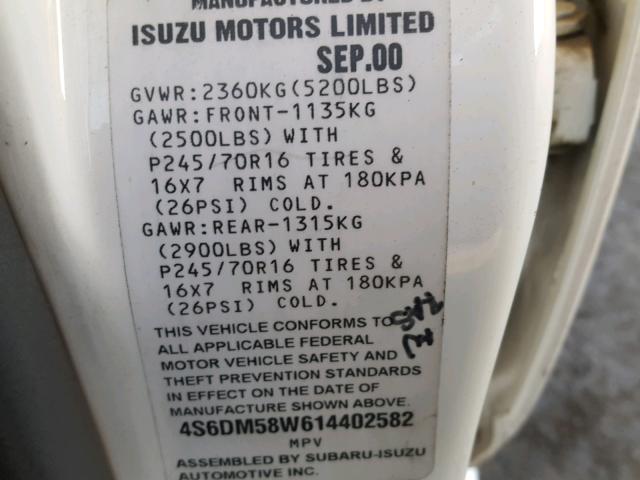 MANUFACTURED BY
ISUZU MOTORS LIMITED
SEP.00
GVWR:2360KG(5200LBS)
GAWR:FRONT-1135KG
(2500LBS) WITH
P245/70R16 TIRES &
16X7 RIMS AT 180KPA
(26PSI) COLD.
GAWR:REAR-1315KG
(2900LBS) WITH
P245/70R16 TIRES &
16X7 RIMS AT 180KPA
(26PSI) COLD.
THIS VEHICLE CONFORMS TO
ALL APPLICABLE FEDERAL
MOTOR VEHICLE SAFETY AND
THEFT PREVENTION STANDARDS
IN EFFECT ON THE DATE OF
MANUFACTURE SHOWN ABOVE.
4S6DM58W614402582
MPV
ASSEMBLED BY SUBARU-ISUZU
AUTOMOTIVE INC.